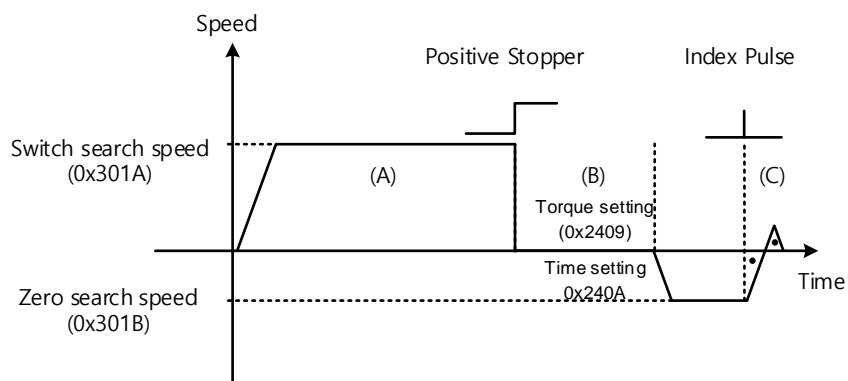 Speed
Positive Stopper
Index Pulse
Switch search speed
(0x301A)
(A)
(B)
(C)
Torque setting
(0x2409)
Time setting
0x240A
Time
Zero search speed
(0x301B)